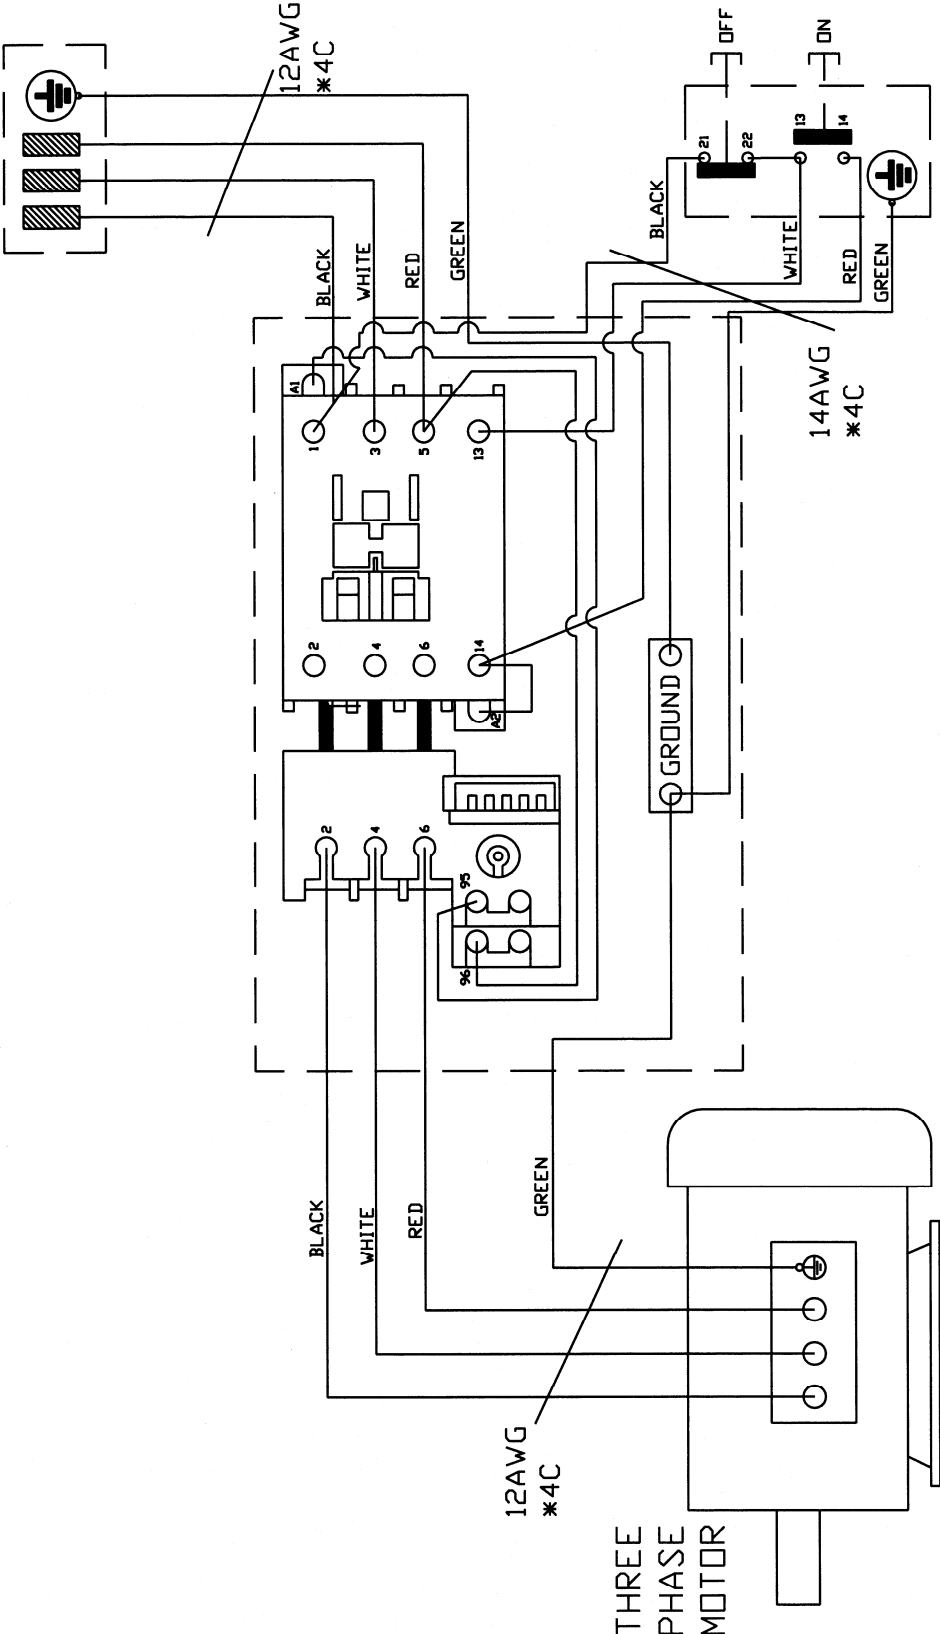 12AWG
*4C
OFF
ON
21
22
13
14
BLACK
WHITE
RED
GREEN
BLACK
WHITE
RED
GREEN
14AWG
*4C
A1
1
3
5
13
2
4
6
14
A2
GROUND
2
4
6
95
96
BLACK
WHITE
RED
GREEN
12AWG
*4C
THREE
PHASE
MOTOR